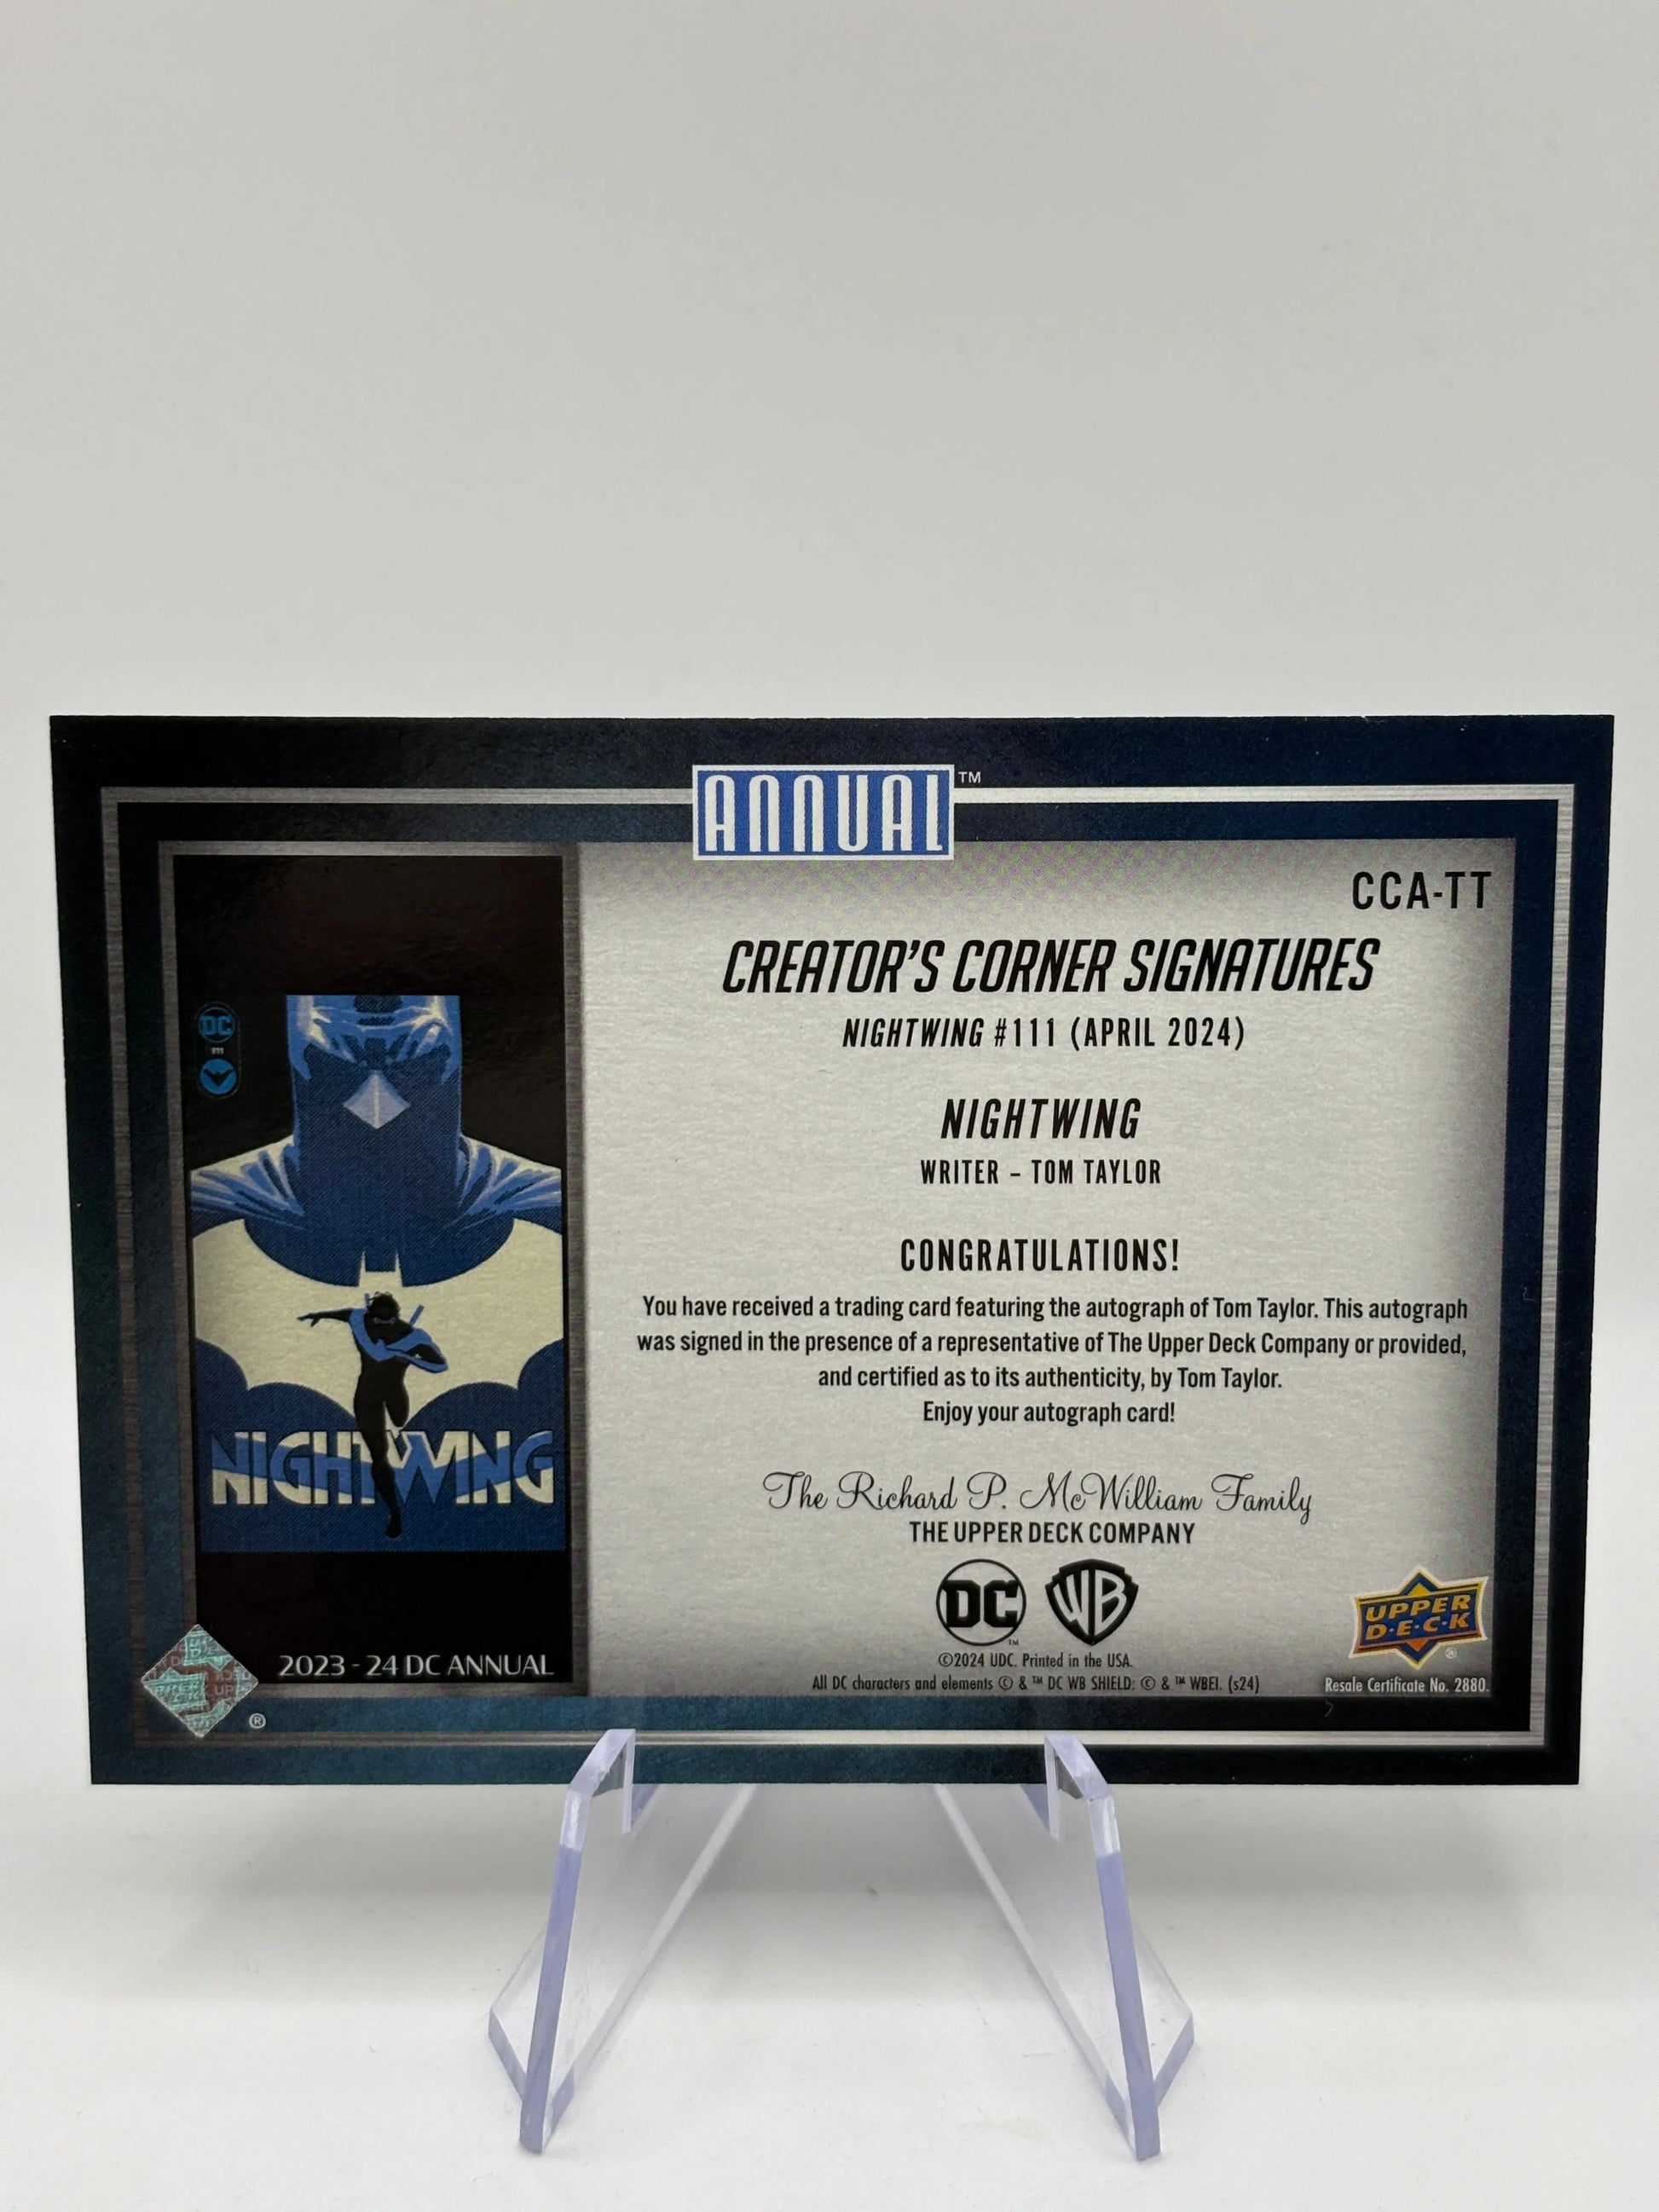 ANNUAL™
CCA-TT
CREATOR'S CORNER SIGNATURES
NIGHTWING #111 (APRIL 2024)
NIGHTWING
WRITER – TOM TAYLOR
CONGRATULATIONS!
You have received a trading card featuring the autograph of Tom Taylor. This autograph
was signed in the presence of a representative of The Upper Deck Company or provided,
and certified as to its authenticity, by Tom Taylor.
Enjoy your autograph card!
The Richard P. McWilliam Family
THE UPPER DECK COMPANY
DC™ WB
UPPER
D•E•C•K®
©2024 UDC. Printed in the USA.
All DC characters and elements © & ™ DC WB SHIELD: © & ™ WBEI. (s24)
Resale Certificate No. 2880.
DC
NIGHTWING
2023 - 24 DC ANNUAL
®